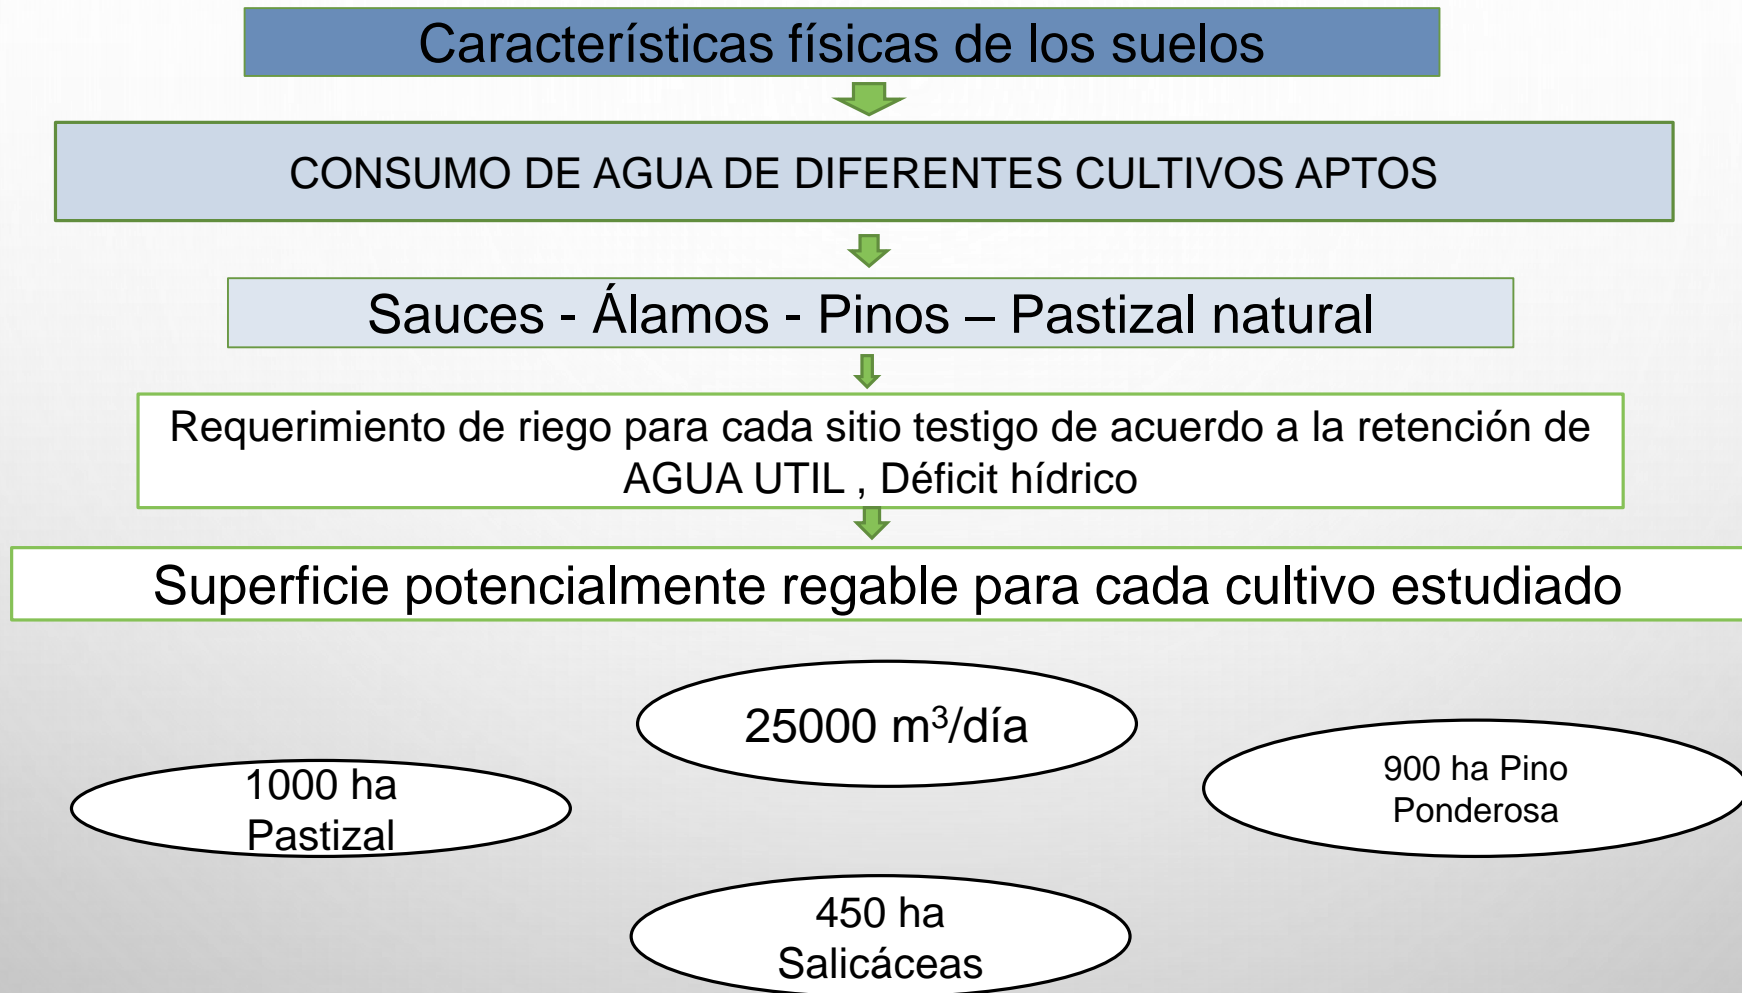 Características físicas de los suelos
CONSUMO DE AGUA DE DIFERENTES CULTIVOS APTOS
Sauces - Álamos - Pinos – Pastizal natural
Requerimiento de riego para cada sitio testigo de acuerdo a la retención de
AGUA UTIL , Déficit hídrico
Superficie potencialmente regable para cada cultivo estudiado
25000 m³/día
1000 ha
Pastizal
900 ha Pino
Ponderosa
450 ha
Salicáceas